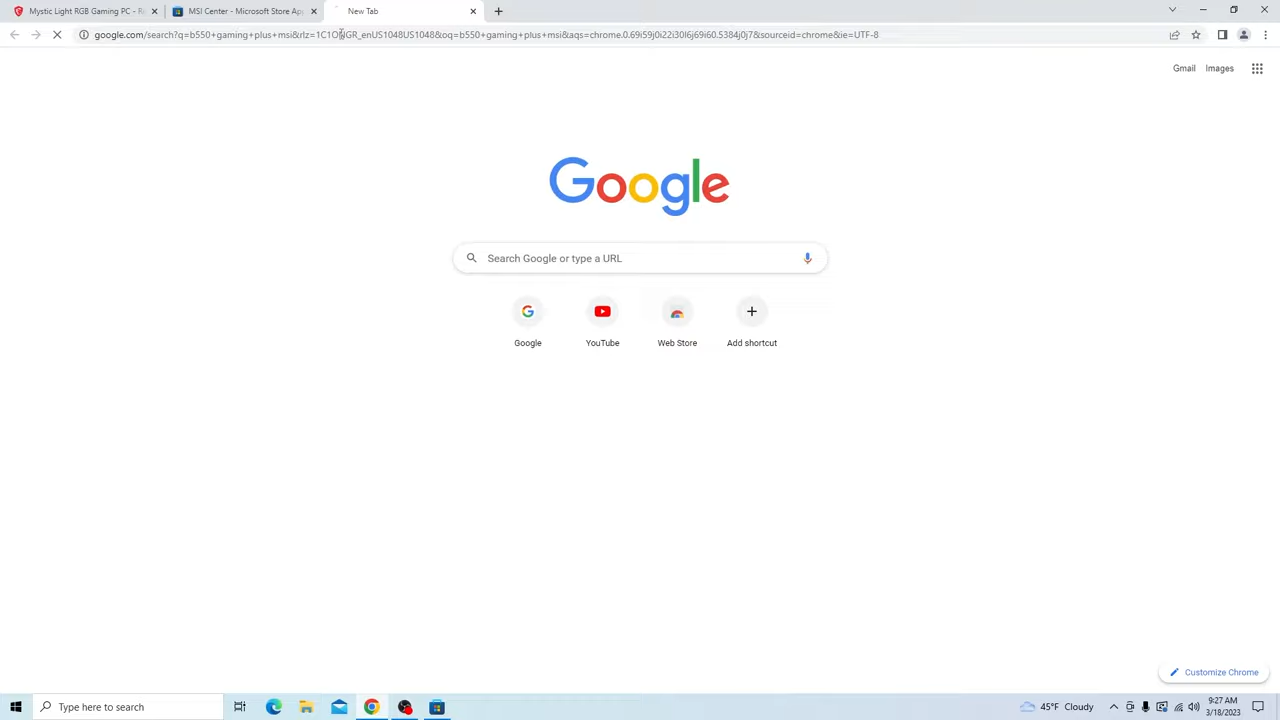 Mystic Light RGB Gaming PC - Re
MSI Center - Microsoft Store App
New Tab
google.com/search?q=b550+gaming+plus+msi&rlz=1C1ONGR_enUS1048US1048&oq=b550+gaming+plus+msi&aqs=chrome.0.69i59j0i22i30l6j69i60.5384j0j7&sourceid=chrome&ie=UTF-8
Gmail
Images
Google
Search Google or type a URL
Google
YouTube
Web Store
Add shortcut
Customize Chrome
Type here to search
45°F Cloudy
9:27 AM
3/18/2023